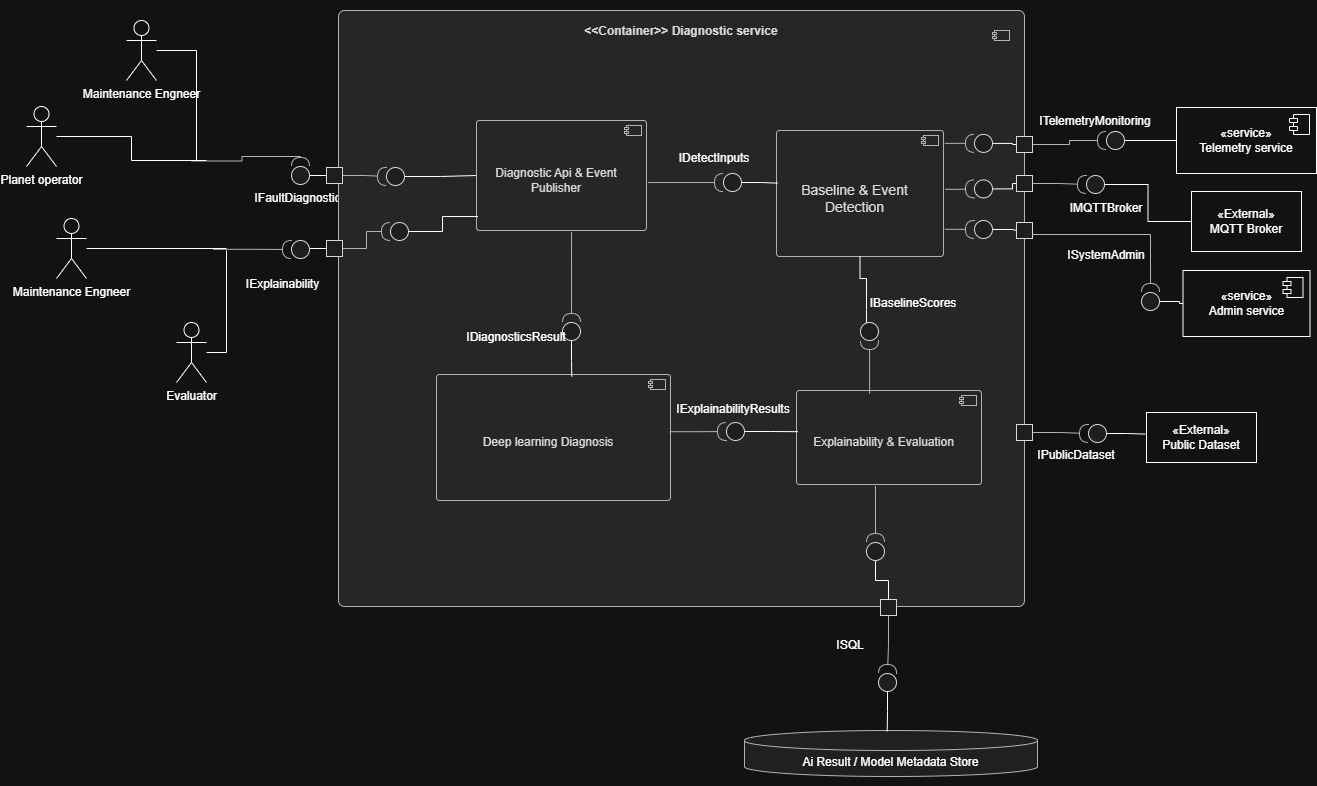 <<Container>> Diagnostic service
Maintenance Engneer
Planet operator
IFaultDiagnostic
Maintenance Engneer
IExplainability
Evaluator
Diagnostic Api & Event
Publisher
IDetectInputs
Baseline & Event
Detection
ITelemetryMonitoring
«service»
Telemetry service
IMQTTBroker
«External»
MQTT Broker
ISystemAdmin
«service»
Admin service
IBaselineScores
IDiagnosticsResult
Deep learning Diagnosis
IExplainabilityResults
Explainability & Evaluation
IPublicDataset
«External»
Public Dataset
ISQL
Ai Result / Model Metadata Store